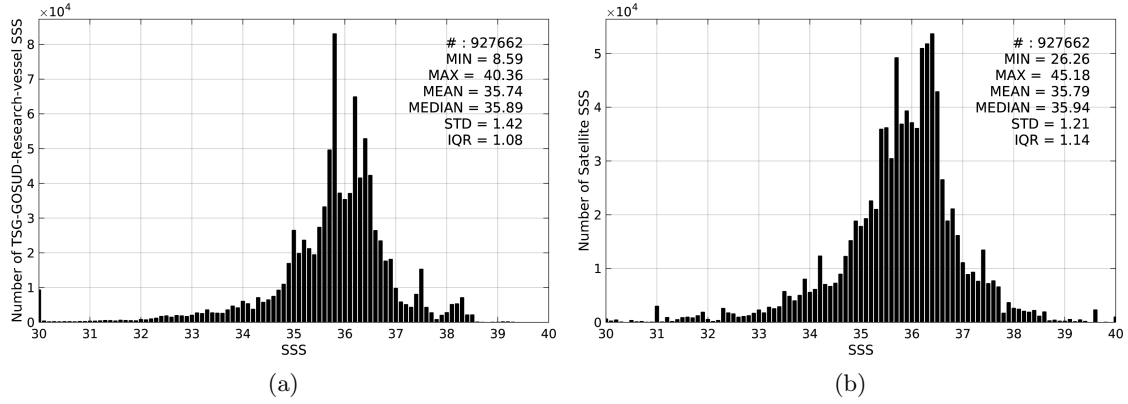 ×10⁴
Number of TSG-GOSUD-Research-vessel SSS
8
7
6
5
4
3
2
1
0
# : 927662
MIN = 8.59
MAX = 40.36
MEAN = 35.74
MEDIAN = 35.89
STD = 1.42
IQR = 1.08
30 31 32 33 34 35 36 37 38 39 40
SSS
(a)
×10⁴
Number of Satellite SSS
5
4
3
2
1
0
# : 927662
MIN = 26.26
MAX = 45.18
MEAN = 35.79
MEDIAN = 35.94
STD = 1.21
IQR = 1.14
30 31 32 33 34 35 36 37 38 39 40
SSS
(b)